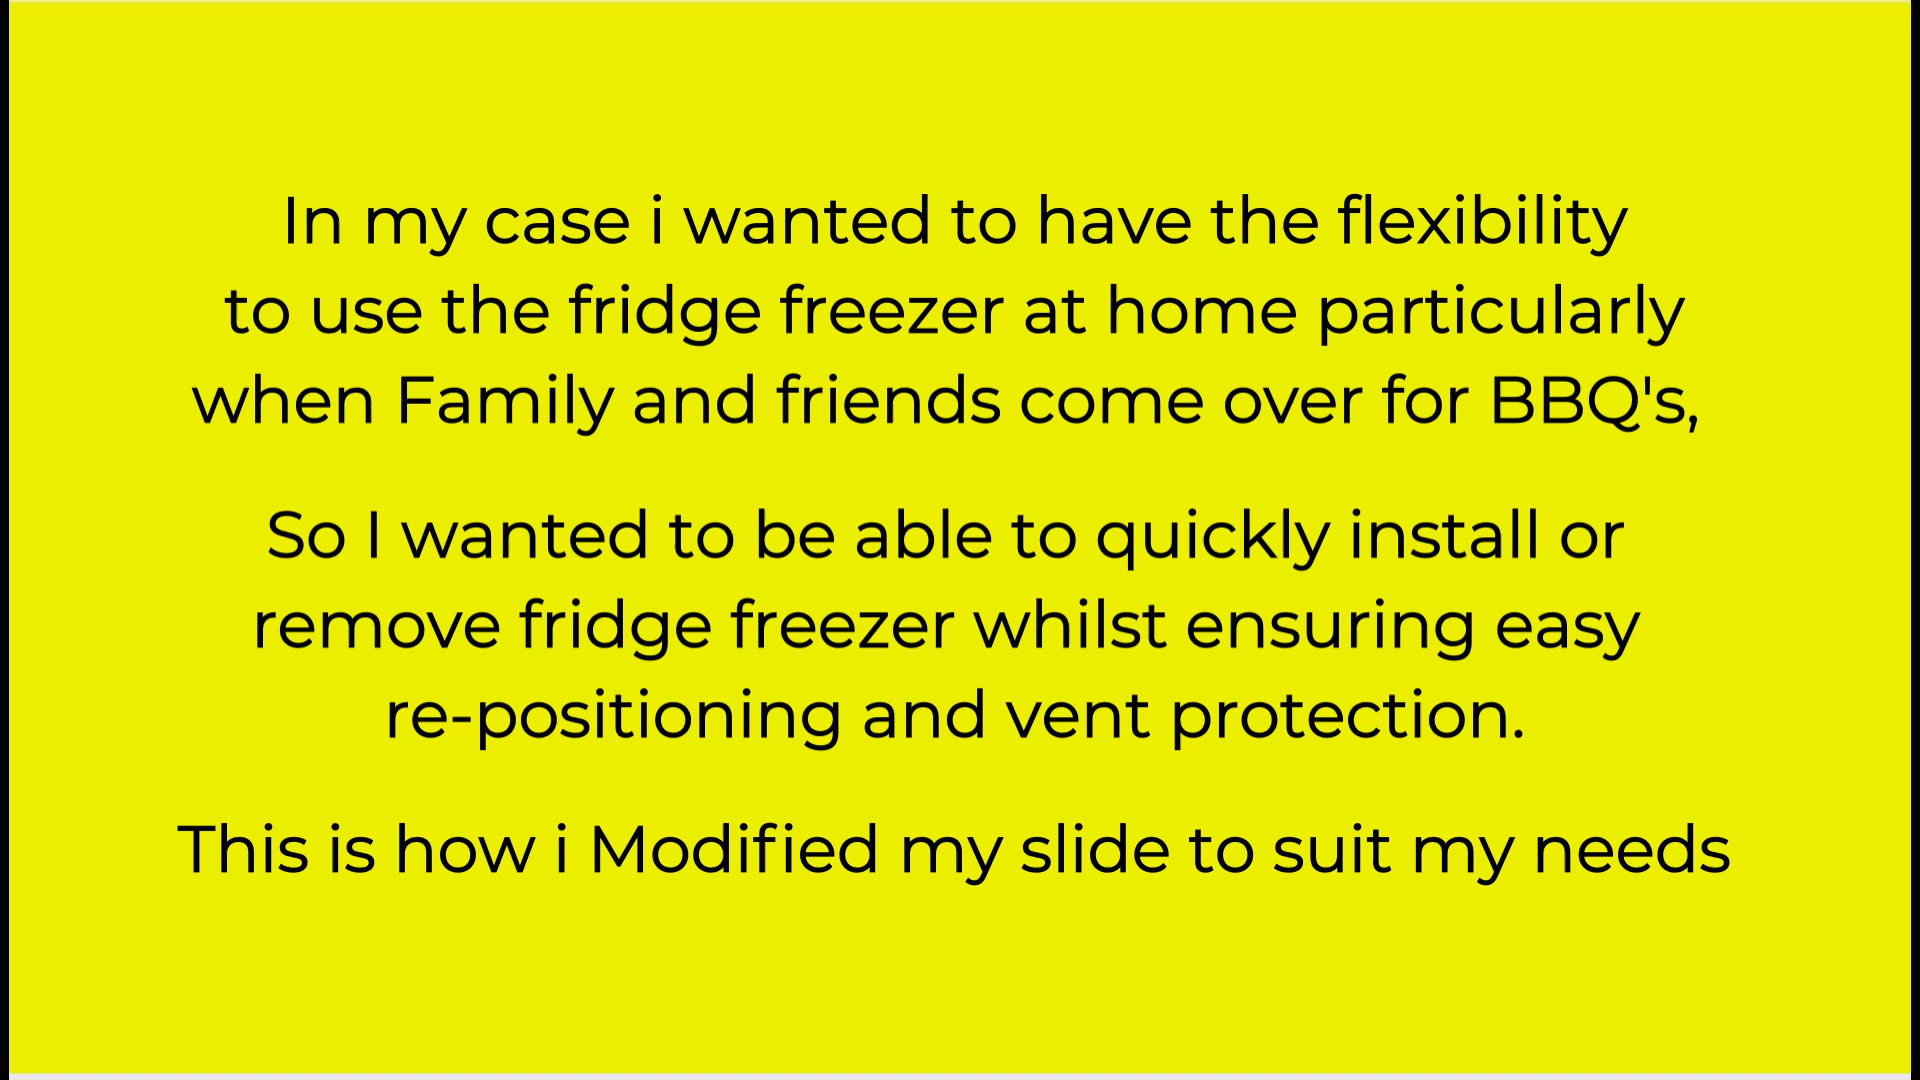 In my case i wanted to have the flexibility
to use the fridge freezer at home particularly
when Family and friends come over for BBQ's,
So I wanted to be able to quickly install or
remove fridge freezer whilst ensuring easy
re-positioning and vent protection.
This is how i Modified my slide to suit my needs